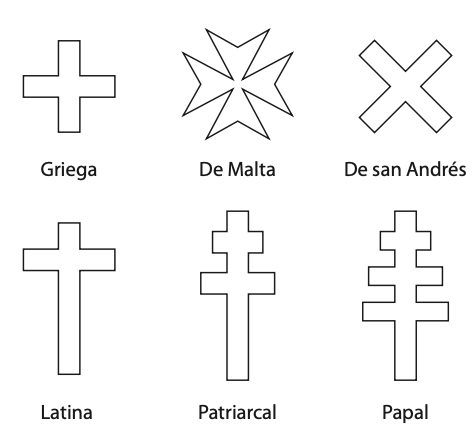 Griega
De Malta
De san Andrés
Latina
Patriarcal
Papal